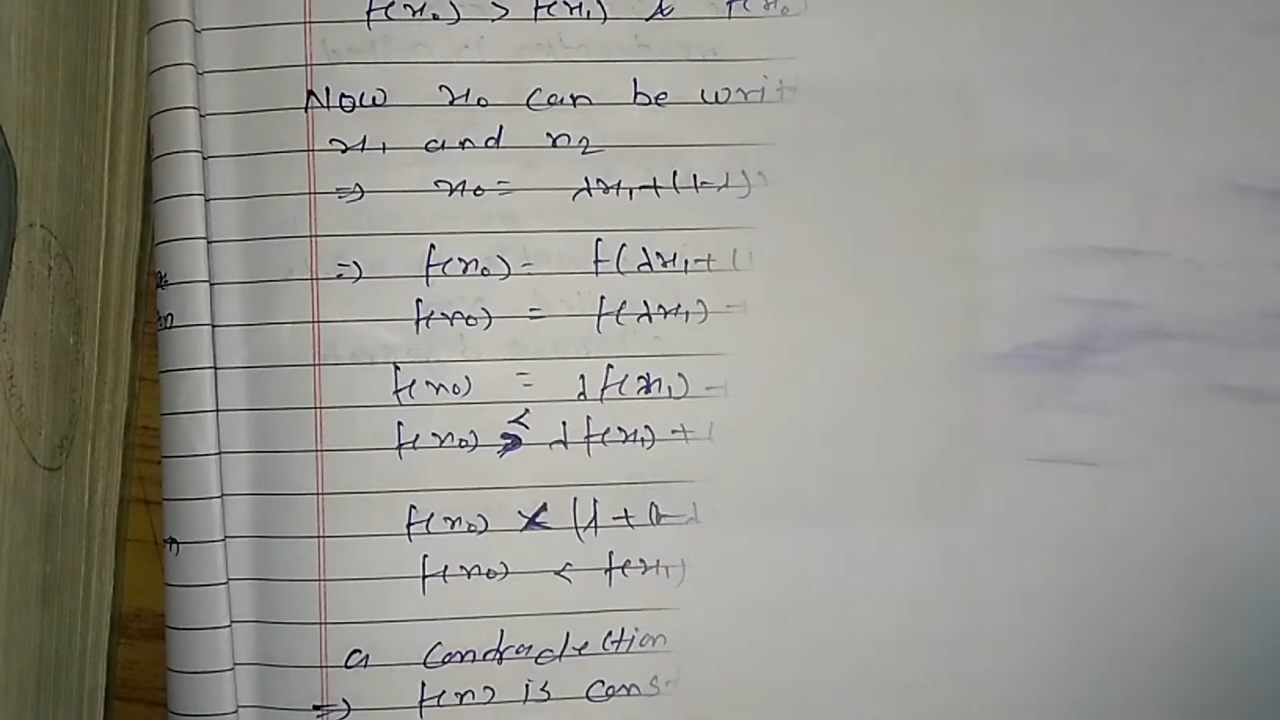 f(x₀) > f(x₁) & f(x₀
Now x₀ can be writ
x₁ and x₂
=> x₀ = λx₁+(1-λ)
=> f(x₀) = f(λx₁+(
f(x₀) = f(λx₁)
f(x₀) = λf(x₁)
f(x₀) < λf(x₁) +
f(x₀) < (λ+(1-λ
f(x₀) < f(x₁)
a Condradection
=> f(x) is cons